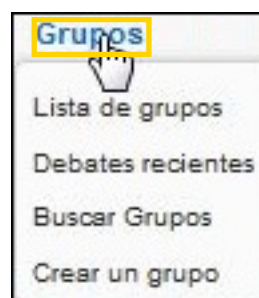 Grupos
Lista de grupos
Debates recientes
Buscar Grupos
Crear un grupo